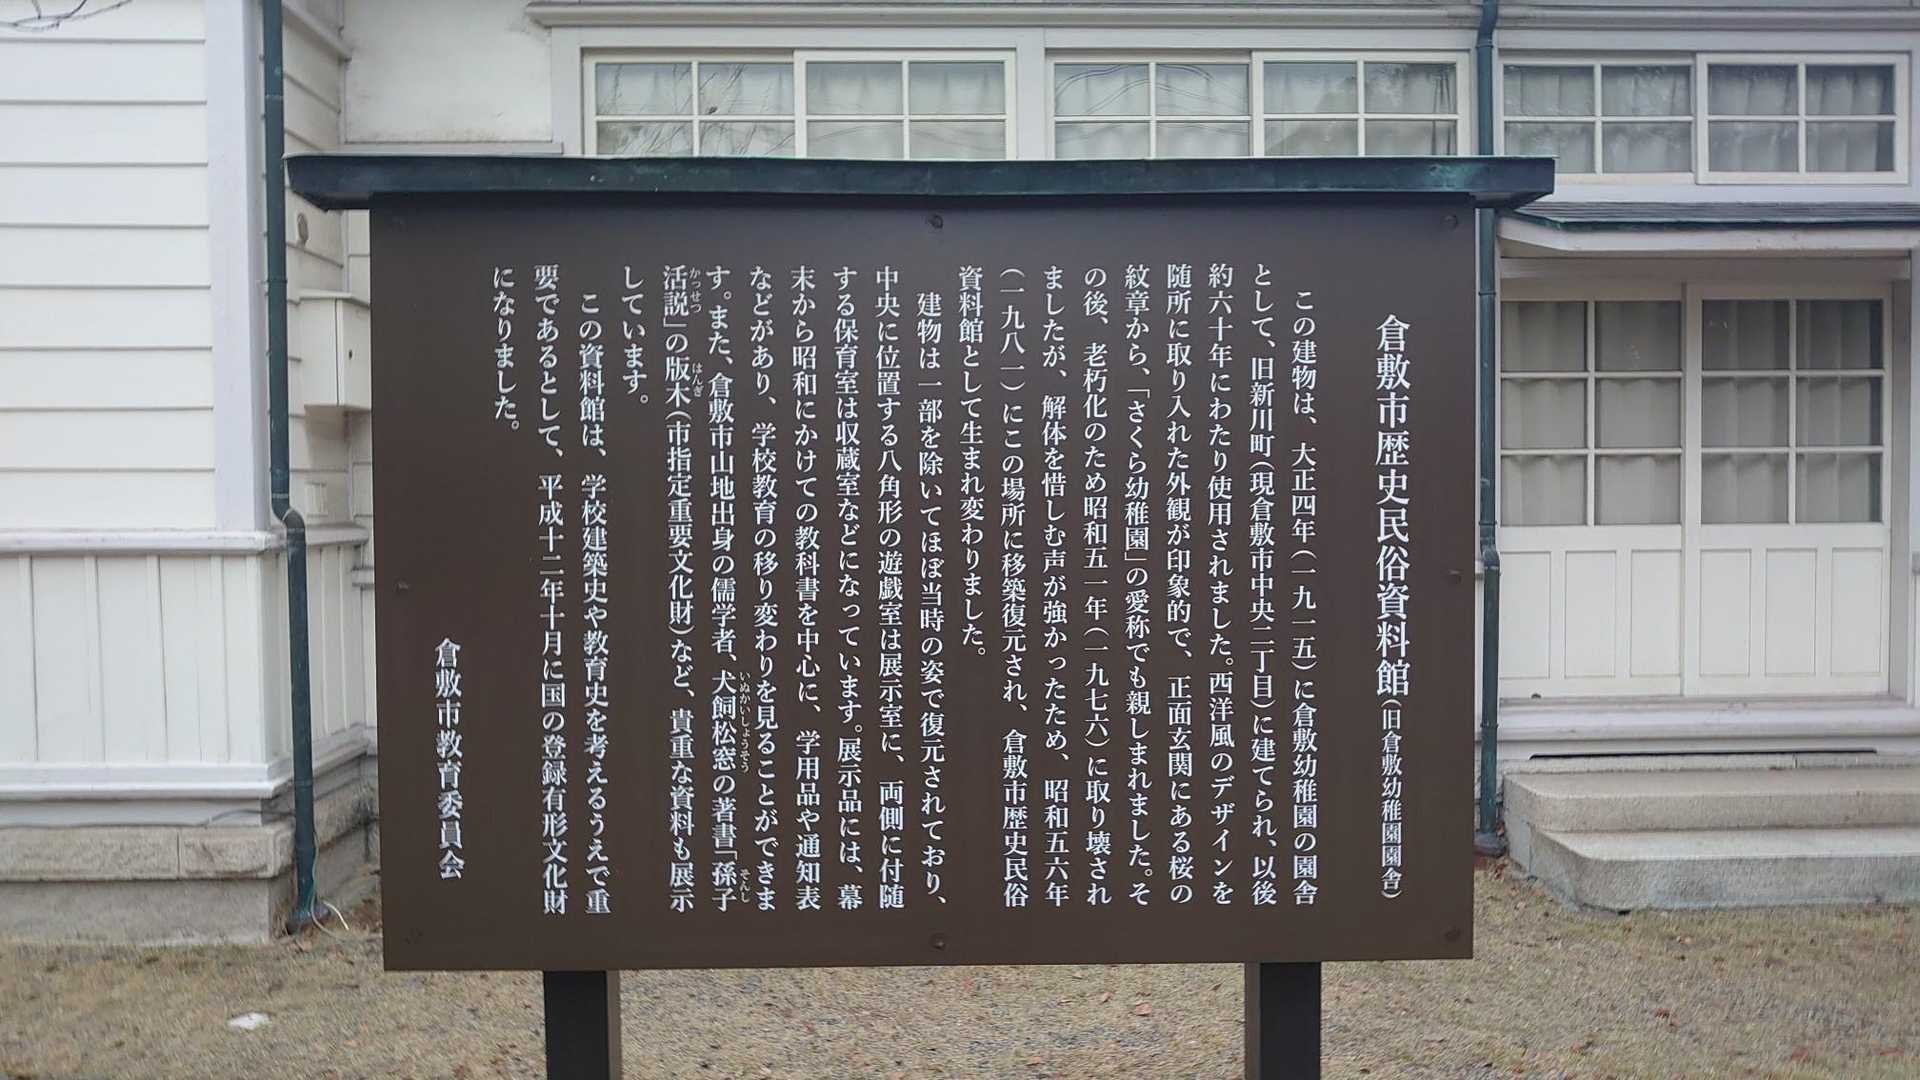 倉敷市歴史民俗資料館(旧倉敷幼稚園園舎)
この建物は、大正四年(一九一五)に倉敷幼稚園の園舎
として、旧新川町(現倉敷市中央二丁目)に建てられ、以後
約六十年にわたり使用されました。西洋風のデザインを
随所に取り入れた外観が印象的で、正面玄関にある桜の
紋章から、「さくら幼稚園」の愛称でも親しまれました。そ
の後、老朽化のため昭和五一年(一九七六)に取り壊され
ましたが、解体を惜しむ声が強かったため、昭和五六年
(一九八一)にこの場所に移築復元され、倉敷市歴史民俗
資料館として生まれ変わりました。
建物は一部を除いてほぼ当時の姿で復元されており、
中央に位置する八角形の遊戯室は展示室に、両側に付随
する保育室は収蔵室などになっています。展示品には、幕
末から昭和にかけての教科書を中心に、学用品や通知表
などがあり、学校教育の移り変わりを見ることができま
す。また、倉敷市山地出身の儒学者、犬飼松窓の著書「孫子
いぬかいしょうそう
そんし
活説」の版木(市指定重要文化財)など、貴重な資料も展示
かっせつ
はんぎ
しています。
この資料館は、学校建築史や教育史を考えるうえで重
要であるとして、平成十二年十月に国の登録有形文化財
になりました。
倉敷市教育委員会